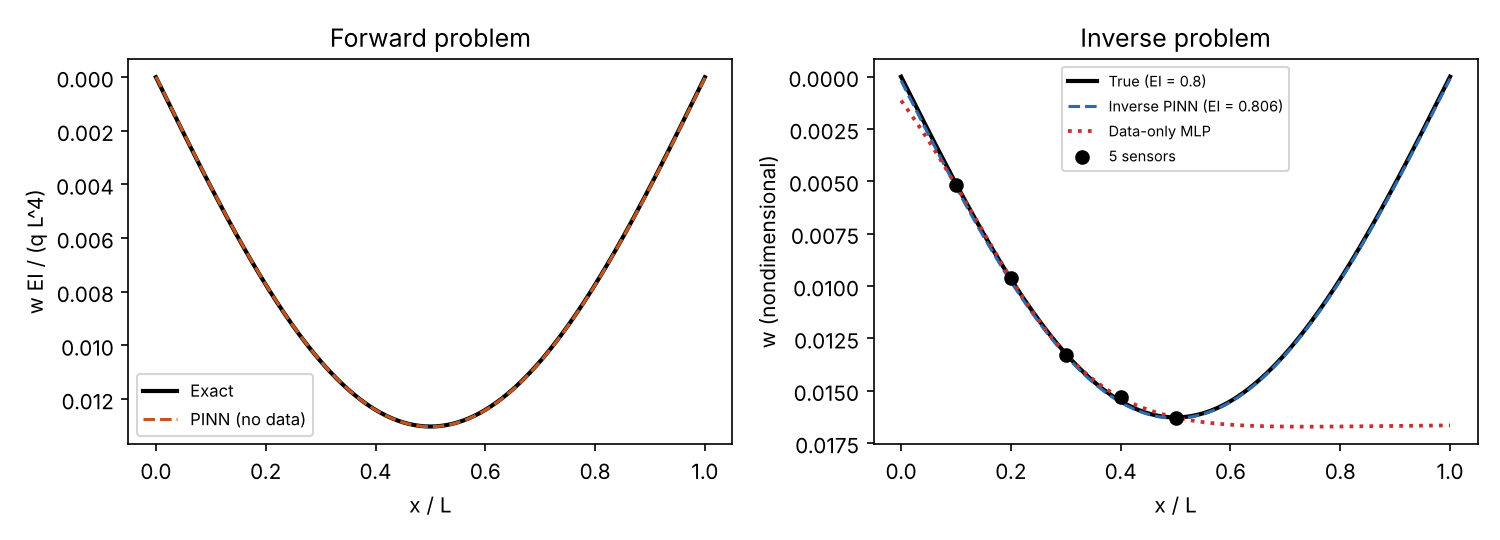 Forward problem
0.000
0.002
0.004
0.006
0.008
0.010
0.012
w EI / (q L^4)
Exact
PINN (no data)
0.0 0.2 0.4 0.6 0.8 1.0
x / L
Inverse problem
0.0000
0.0025
0.0050
0.0075
0.0100
0.0125
0.0150
0.0175
w (nondimensional)
True (EI = 0.8)
Inverse PINN (EI = 0.806)
Data-only MLP
5 sensors
0.0 0.2 0.4 0.6 0.8 1.0
x / L